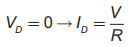 V_D = 0 → I_D = V/R